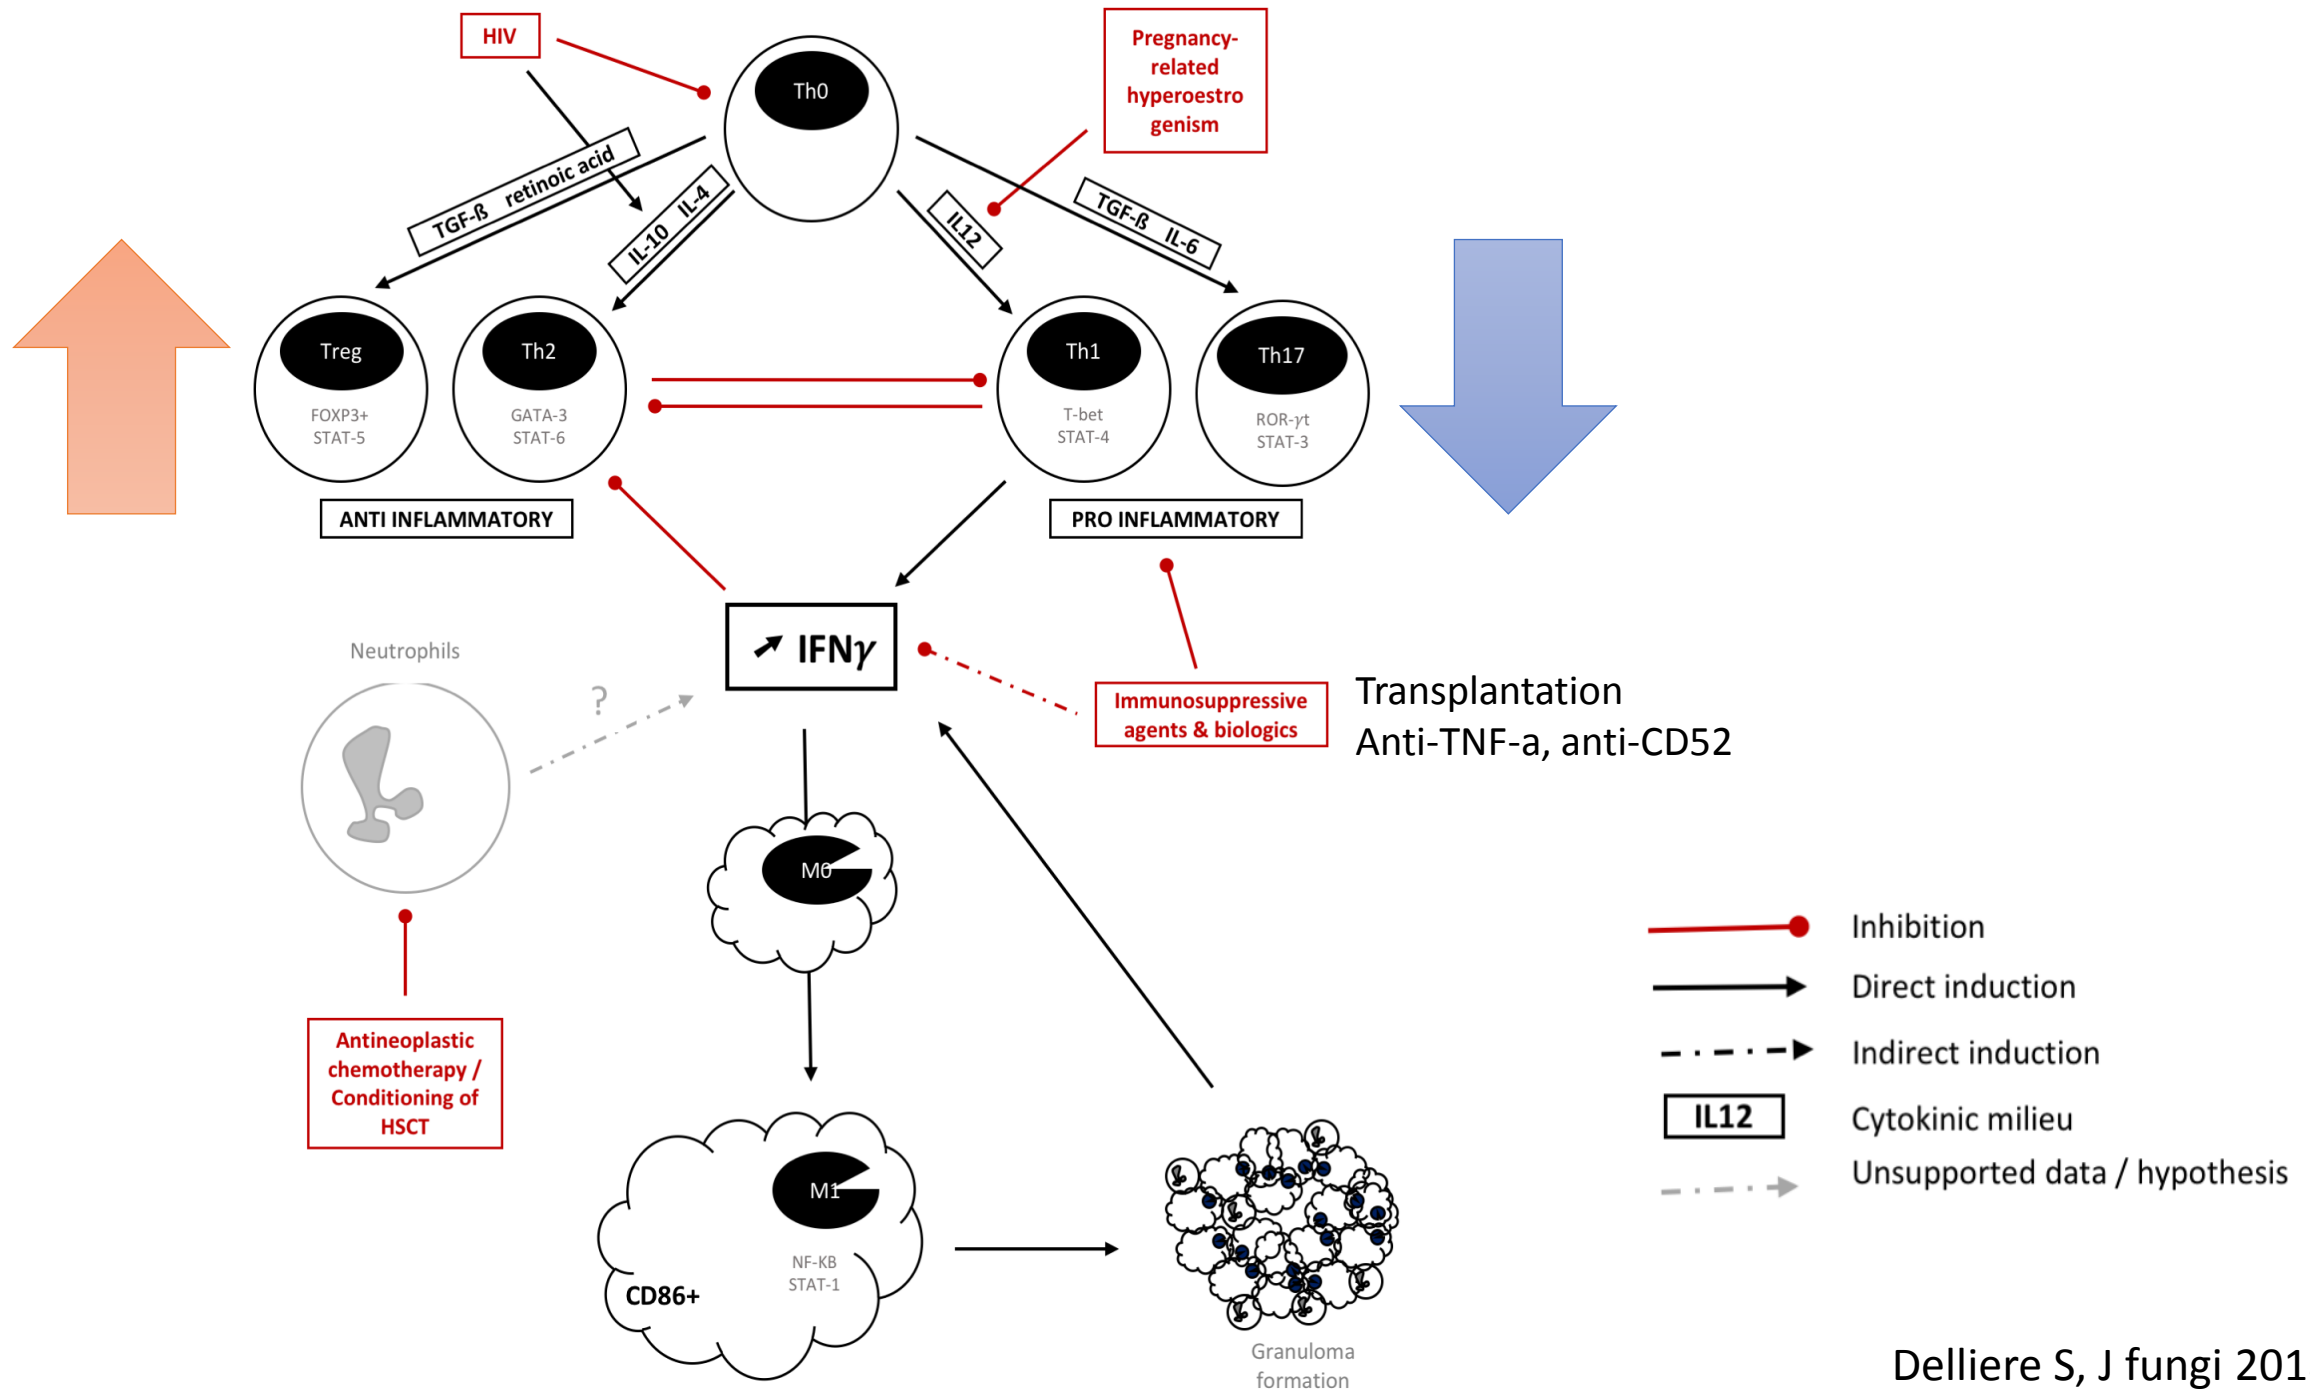 HIV
Pregnancy-
related
hyperoestro
genism
Th0
TGF-ß retinoic acid
IL-10 IL-4
IL12
TGF-ß IL-6
Treg
FOXP3+
STAT-5
Th2
GATA-3
STAT-6
Th1
T-bet
STAT-4
Th17
ROR-γt
STAT-3
ANTI INFLAMMATORY
PRO INFLAMMATORY
IFNγ
Neutrophils
?
Immunosuppressive
agents & biologics
Transplantation
Anti-TNF-a, anti-CD52
M0
Antineoplastic
chemotherapy /
Conditioning of
HSCT
M1
NF-KB
STAT-1
CD86+
Granuloma
formation
Inhibition
Direct induction
Indirect induction
IL12
Cytokinic milieu
Unsupported data / hypothesis
Delliere S, J fungi 201